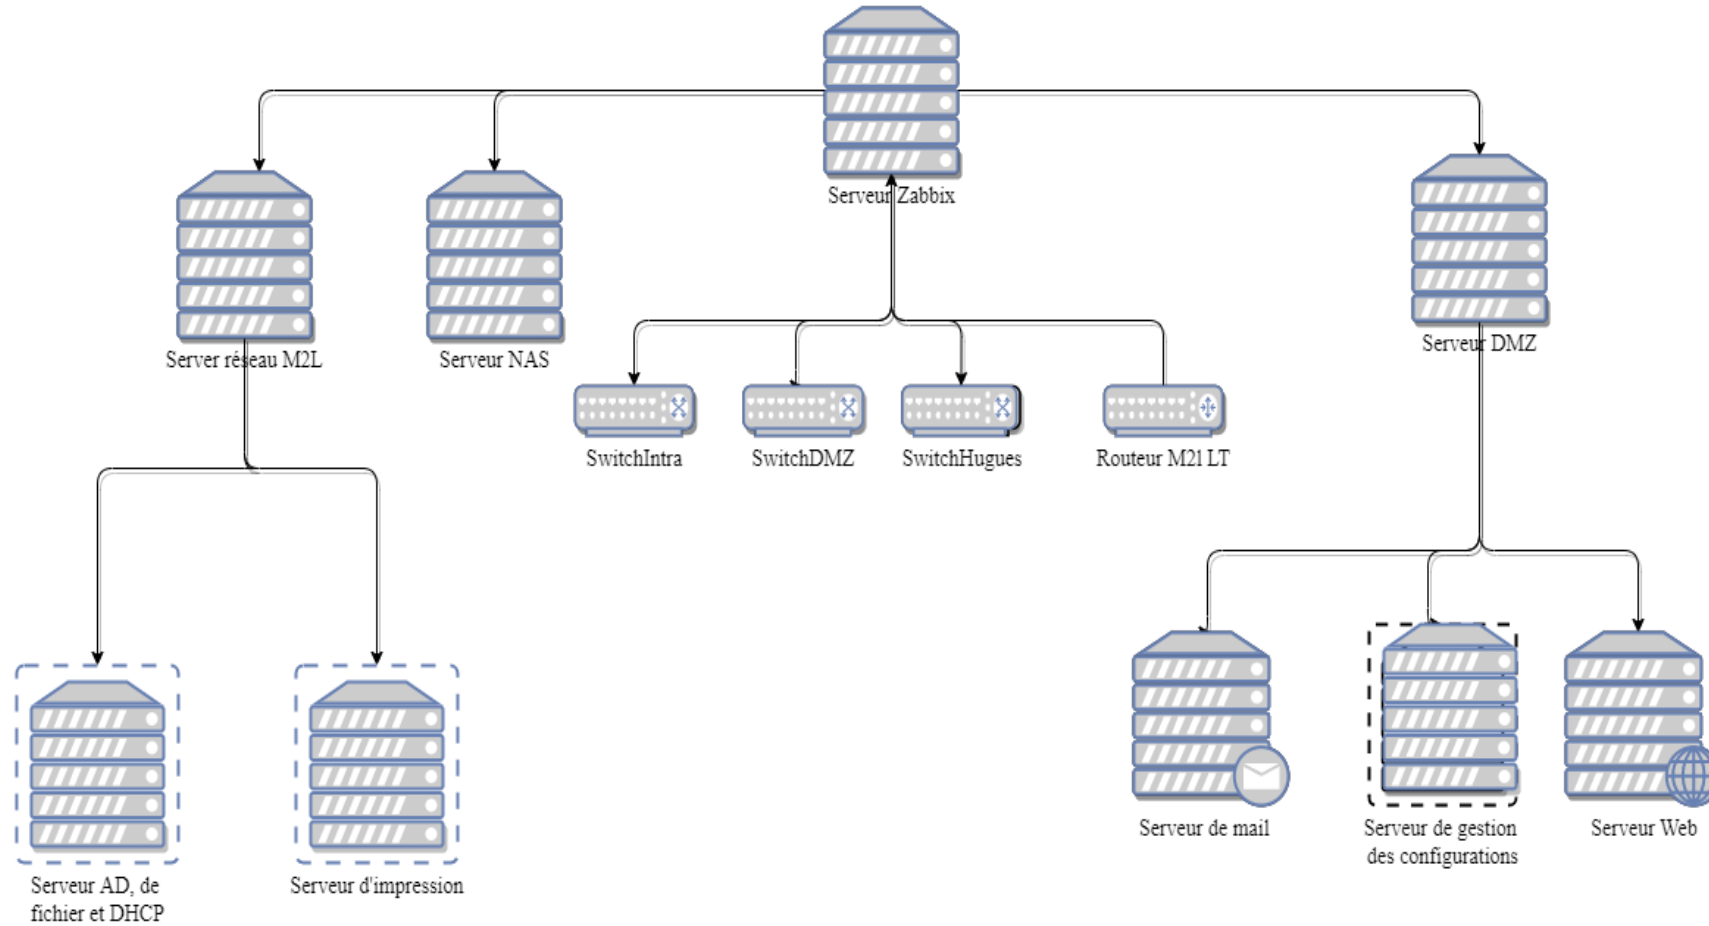 Serveur Zabbix
Server réseau M2L
Serveur NAS
Serveur DMZ
SwitchIntra
SwitchDMZ
SwitchHugues
Routeur M2l LT
Serveur de mail
Serveur de gestion
des configurations
Serveur Web
Serveur AD, de
fichier et DHCP
Serveur d'impression